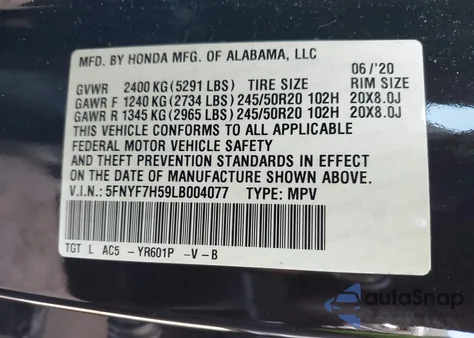 MFD. BY HONDA MFG. OF ALABAMA, LLC
06/'20
GVWR 2400 KG (5291 LBS) TIRE SIZE RIM SIZE
GAWR F 1240 KG (2734 LBS) 245/50R20 102H 20X8.0J
GAWR R 1345 KG (2965 LBS) 245/50R20 102H 20X8.0J
THIS VEHICLE CONFORMS TO ALL APPLICABLE
FEDERAL MOTOR VEHICLE SAFETY
AND THEFT PREVENTION STANDARDS IN EFFECT
ON THE DATE OF MANUFACTURE SHOWN ABOVE.
V.I.N.: 5FNYF7H59LB004077 TYPE: MPV
TGT L AC5 - YR601P -V-B
autoSnap